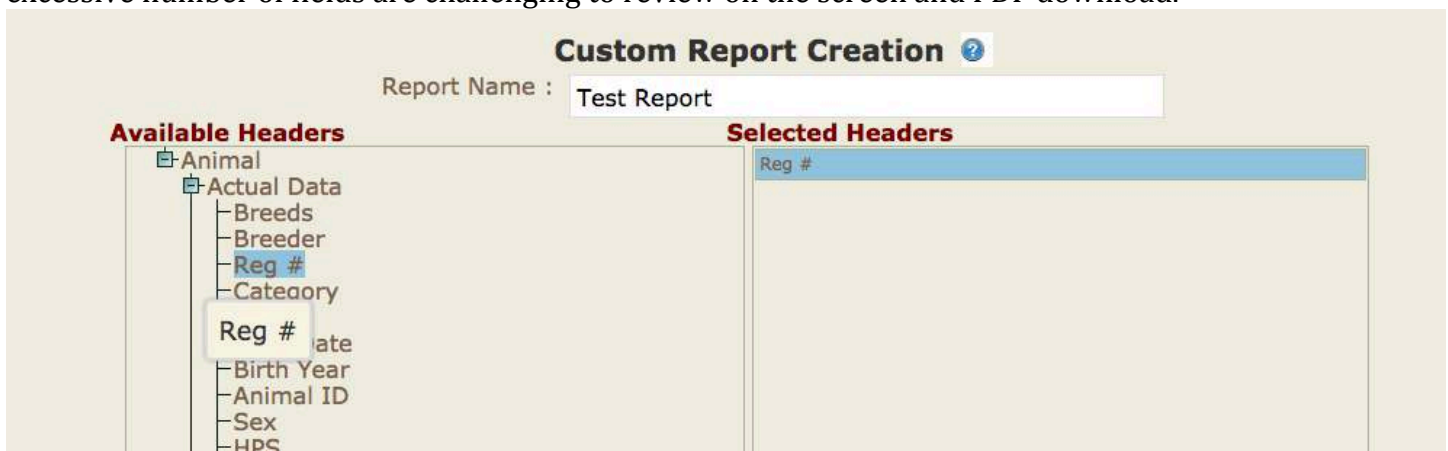 excessive number of fields are challenging to review on the screen and PDF download.
Custom Report Creation
Report Name :
Test Report
Available Headers
Selected Headers
Animal
Actual Data
Breeds
Breeder
Reg #
Category
Reg #
ate
Birth Year
Animal ID
Sex
HPS
Reg #